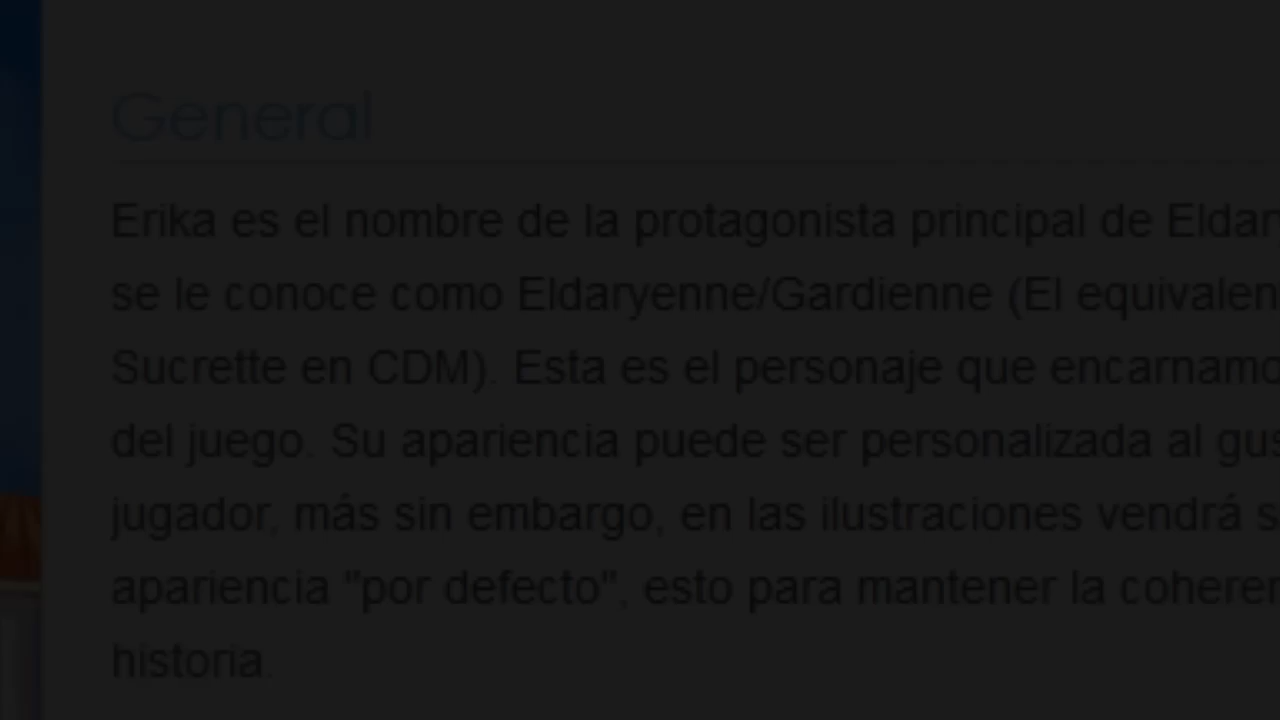 General
Erika es el nombre de la protagonista principal de
se le conoce como Eldaryenne/Gardienne (El
Sucrette en CDM). Esta es el personaje que
del juego. Su apariencia puede ser personalizada al
jugador, más sin embargo, en las ilustraciones vendrá
apariencia "por defecto", esto para mantener la
historia.